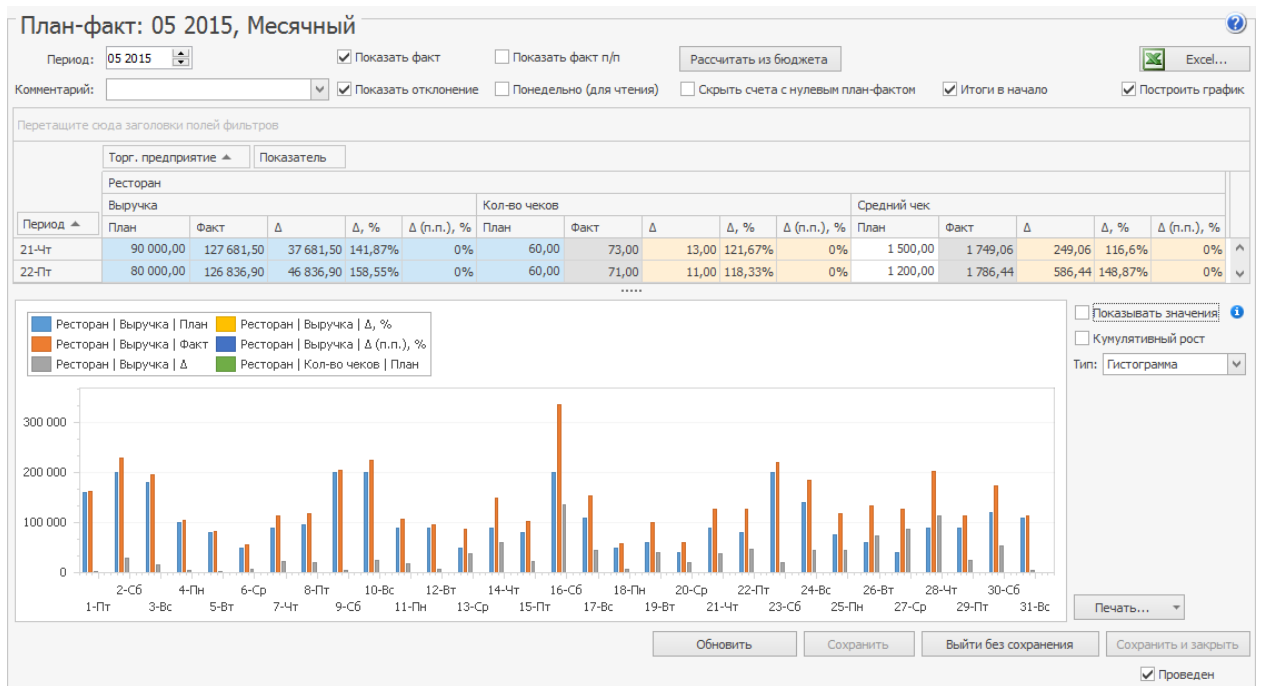 План-факт: 05 2015, Месячный
Период: 05 2015 Показать факт Показать факт п/п Рассчитать из бюджета Excel...
Комментарий: Показать отклонение Понедельно (для чтения) Скрыть счета с нулевым план-фактом Итоги в начало Построить график
Перетащите сюда заголовки полей фильтров
Торг. предприятие Показатель
Ресторан
Выручка Кол-во чеков Средний чек
Период План Факт Δ Δ, % Δ (п.п.), % План Факт Δ Δ, % Δ (п.п.), % План Факт Δ Δ, % Δ (п.п.), %
21-Чт 90 000,00 127 681,50 37 681,50 141,87% 0% 60,00 73,00 13,00 121,67% 0% 1 500,00 1 749,06 249,06 116,6% 0%
22-Пт 80 000,00 126 836,90 46 836,90 158,55% 0% 60,00 71,00 11,00 118,33% 0% 1 200,00 1 786,44 586,44 148,87% 0%
Ресторан | Выручка | План Ресторан | Выручка | Δ, %
Ресторан | Выручка | Факт Ресторан | Выручка | Δ (п.п.), %
Ресторан | Выручка | Δ Ресторан | Кол-во чеков | План
Показывать значения
Кумулятивный рост
Тип: Гистограмма
300 000
200 000
100 000
0
2-Сб 4-Пн 6-Ср 8-Пт 10-Вс 12-Вт 14-Чт 16-Сб 18-Пн 20-Ср 22-Пт 24-Вс 26-Вт 28-Чт 30-Сб
1-Пт 3-Вс 5-Вт 7-Чт 9-Сб 11-Пн 13-Ср 15-Пт 17-Вс 19-Вт 21-Чт 23-Сб 25-Пн 27-Ср 29-Пт 31-Вс
Печать...
Обновить Сохранить Выйти без сохранения Сохранить и закрыть
Проведен